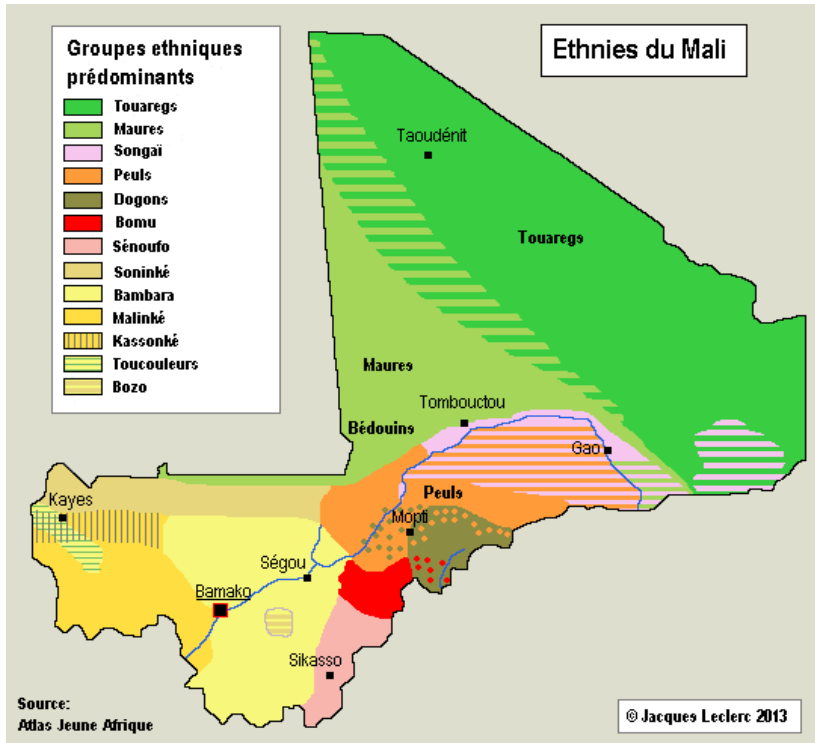 Ethnies du Mali
Groupes ethniques
prédominants
Touaregs
Maures
Songaï
Peuls
Dogons
Bomu
Sénoufo
Soninké
Bambara
Malinké
Kassonké
Toucouleurs
Bozo
Taoudénit
Touaregs
Maures
Tombouctou
Bédouins
Gao
Peuls
Kayes
Mopti
Ségou
Bamako
Sikasso
Source:
Atlas Jeune Afrique
© Jacques Leclerc 2013